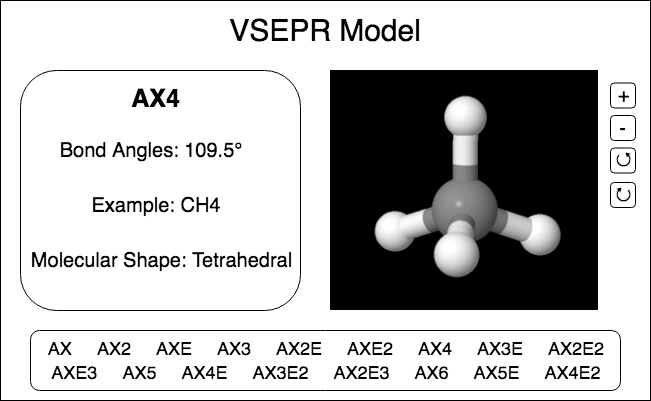 VSEPR Model
AX4
Bond Angles: 109.5°
Example: CH4
Molecular Shape: Tetrahedral
+
-
↺
↻
AX AX2 AXE AX3 AX2E AXE2 AX4 AX3E AX2E2
AXE3 AX5 AX4E AX3E2 AX2E3 AX6 AX5E AX4E2